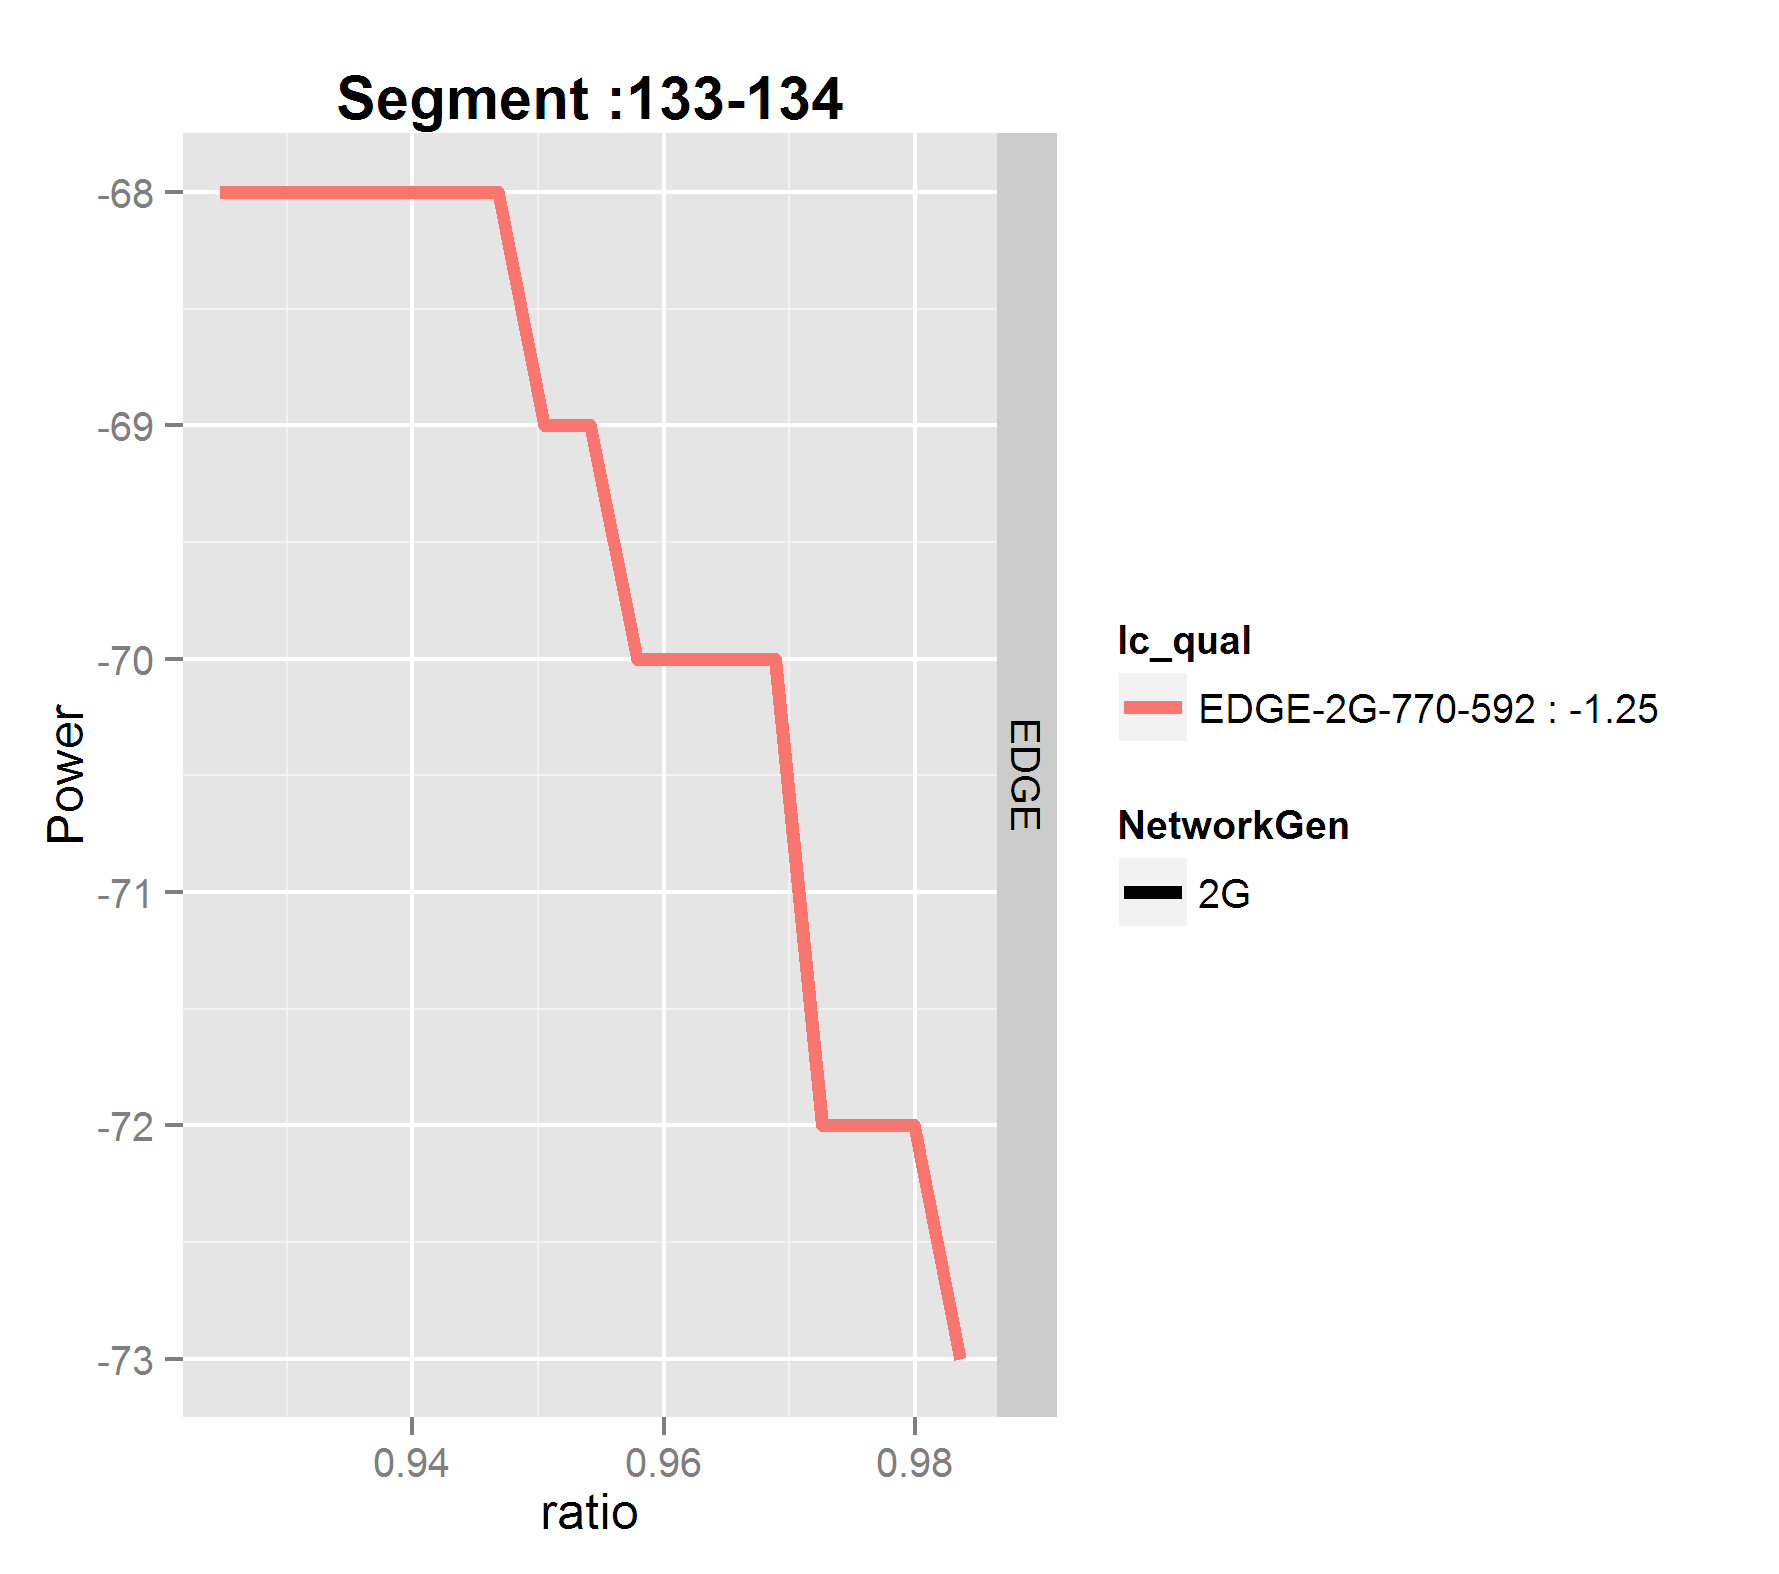 Segment :133-134
-68
-69
-70
-71
-72
-73
Power
EDGE
0.94 0.96 0.98
ratio
lc_qual
EDGE-2G-770-592 : -1.25
NetworkGen
2G